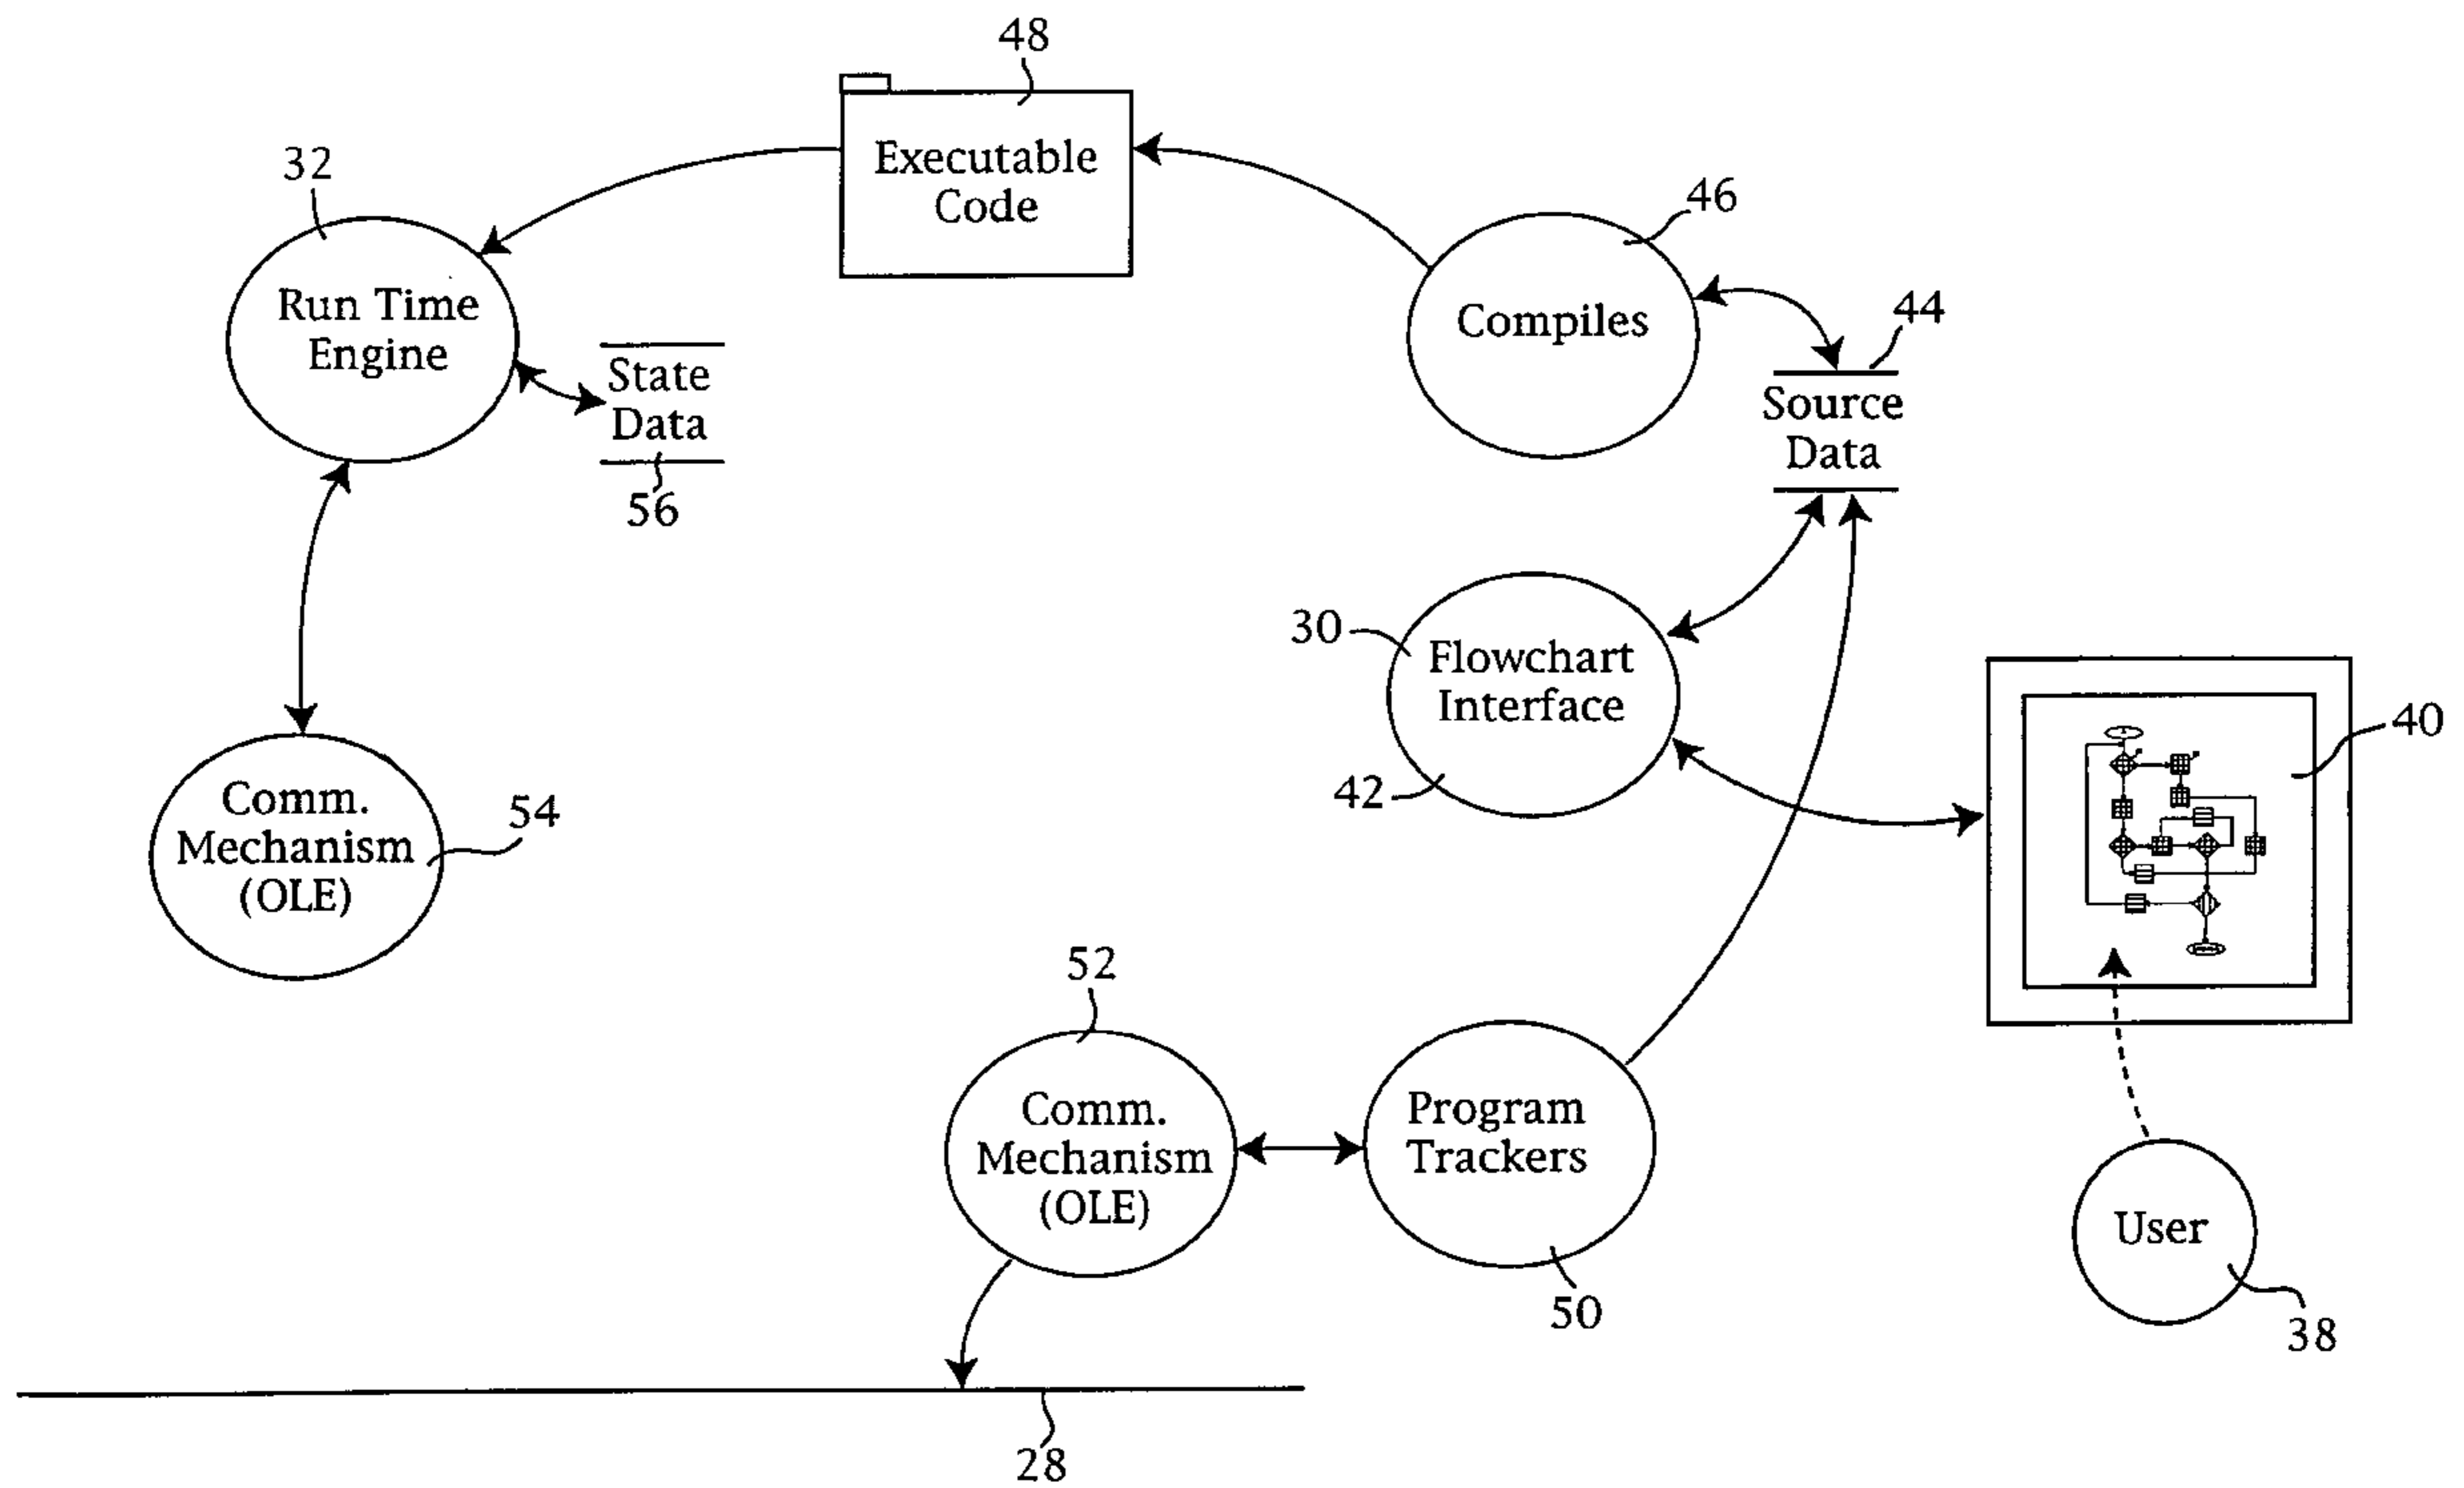 48
Executable
Code
32
Run Time
Engine
46
Compiles
44
Source
Data
State
Data
56
30
Flowchart
Interface
42
40
Comm.
Mechanism
(OLE)
54
52
Comm.
Mechanism
(OLE)
Program
Trackers
50
User
38
28